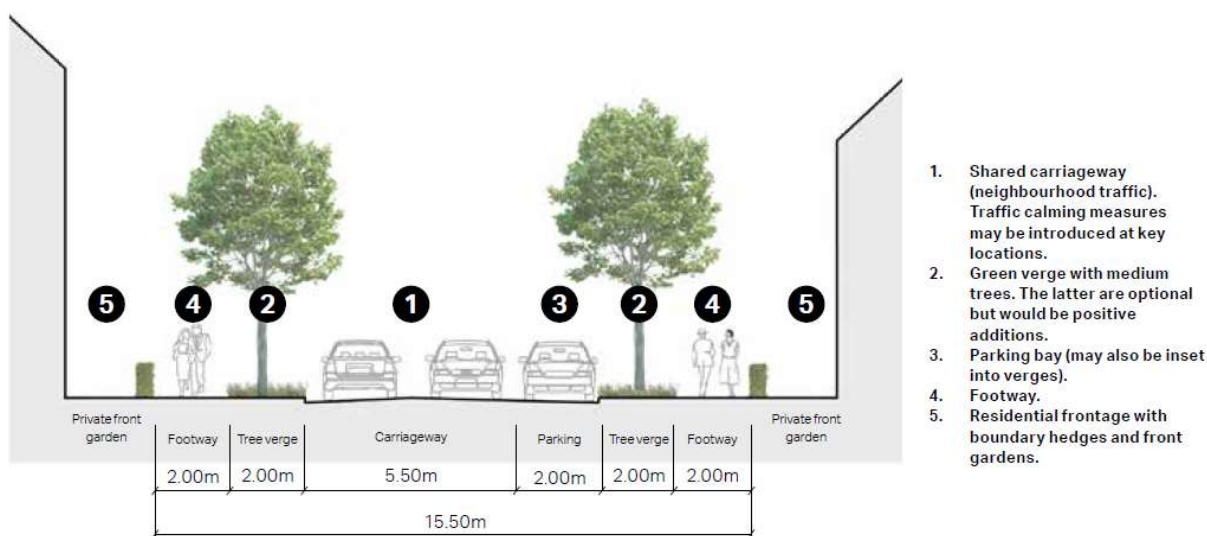 5
4
2
1
3
2
4
5
Private front
garden
Footway
Tree verge
Carriageway
Parking
Tree verge
Footway
Private front
garden
2.00m
2.00m
5.50m
2.00m
2.00m
2.00m
15.50m
1. Shared carriageway
(neighbourhood traffic).
Traffic calming measures
may be introduced at key
locations.
2. Green verge with medium
trees. The latter are optional
but would be positive
additions.
3. Parking bay (may also be inset
into verges).
4. Footway.
5. Residential frontage with
boundary hedges and front
gardens.